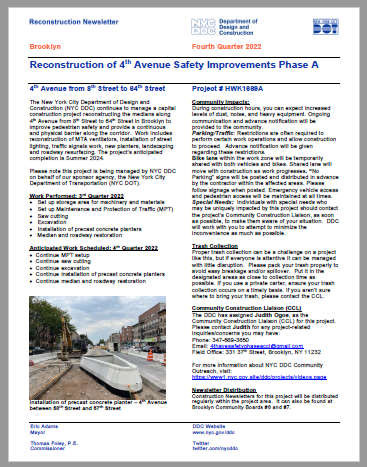 Reconstruction Newsletter
NYC
DDC
Department of
Design and
Construction
NYC
DOT
Brooklyn
Fourth Quarter 2022
Reconstruction of 4th Avenue Safety Improvements Phase A
4th Avenue from 8th Street to 64th Street
The New York City Department of Design and
Construction (NYC DDC) continues to manage a capital
construction project reconstructing the medians along
4th Avenue from 8th Street to 64th Street in Brooklyn to
improve pedestrian safety and provide a continuous
and physical barrier along the corridor. Work includes
reconstruction of MTA ventilators, installation of street
lighting, traffic signals work, new planters, landscaping
and roadway resurfacing. The project's anticipated
completion is Summer 2024.
Please note this project is being managed by NYC DDC
on behalf of our sponsor agency, the New York City
Department of Transportation (NYC DOT).
Work Performed: 3rd Quarter 2022
• Set up storage area for machinery and materials
• Set up Maintenance and Protection of Traffic (MPT)
• Saw cutting
• Excavation
• Installation of precast concrete planters
• Median and roadway restoration
Anticipated Work Scheduled: 4th Quarter 2022
• Continue MPT setup
• Continue saw cutting
• Continue excavation
• Continue installation of precast concrete planters
• Continue median and roadway restoration
Installation of precast concrete planter – 4th Avenue
between 66th Street and 67th Street
Project # HWK1668A
Community Impacts:
During construction hours, you can expect increased
levels of dust, noise, and heavy equipment. Ongoing
communication and advance notification will be
provided to the community.
Parking/Traffic: Restrictions are often required to
perform certain work operations and allow construction
to proceed. Advance notification will be given
regarding these restrictions.
Bike lane within the work zone will be temporarily
shared with both vehicles and bikes. Shared lane will
move with construction as work progresses. "No
Parking" signs will be posted and distributed in advance
by the contractor within the affected areas. Please
follow signage when posted. Emergency vehicle access
and pedestrian access will be maintained at all times.
Special Needs: Individuals with special needs who
may be uniquely impacted by this project should contact
the project's Community Construction Liaison, as soon
as possible, to make them aware of your situation. DDC
will work with you to attempt to minimize the
inconvenience as much as possible.
Trash Collection
Proper trash collection can be a challenge on a project
like this, but if everyone is attentive it can be managed
with little disruption. Please pack your trash properly
to avoid easy breakage and/or spillover. Put it in the
designated areas as close to collection time as
possible. If you use a private carter, ensure your trash
collection occurs on a timely basis. If you aren't sure
where to bring your trash, please contact the CCL.
Community Construction Liaison (CCL)
The DDC has assigned Judith Ogoe, as the
Community Construction Liaison (CCL) for this project.
Please contact Judith for any project-related
inquiries/concerns you may have:
Phone: 347-689-3860
Email: 4thavesafetyphasea@gmail.com
Field Office: 331 37th Street, Brooklyn, NY 11232
For more information about NYC DDC Community
Outreach, visit:
https://www1.nyc.gov/site/ddc/projects/videos.page
Newsletter Distribution
Construction Newsletters for this project will be distributed
regularly within the project area. It can also be found at
Brooklyn Community Boards #6 and #7.
Eric Adams
Mayor
Thomas Foley, P.E.
Commissioner
DDC Website
www.nyc.gov/ddc
Twitter
twitter.com/nycddc